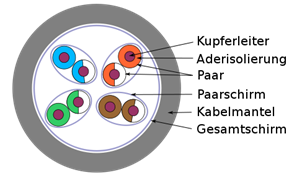 Kupferleiter
Aderisolierung
Paar
Paarschirm
Kabelmantel
Gesamtschirm